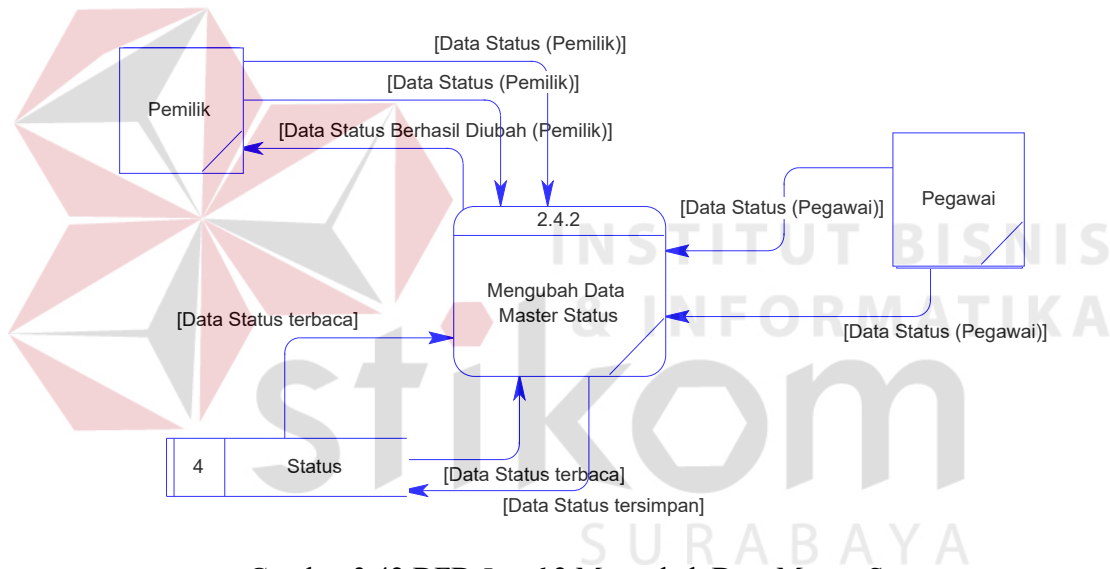 [Data Status (Pemilik)]
[Data Status (Pemilik)]
Pemilik
[Data Status Berhasil Diubah (Pemilik)]
Pegawai
[Data Status (Pegawai)]
2.4.2
INSTITUT BISNIS
Mengubah Data
Master Status
& INFORMATIKA
[Data Status terbaca]
[Data Status (Pegawai)]
stikom
4
Status
[Data Status terbaca]
[Data Status tersimpan]
SURABAYA